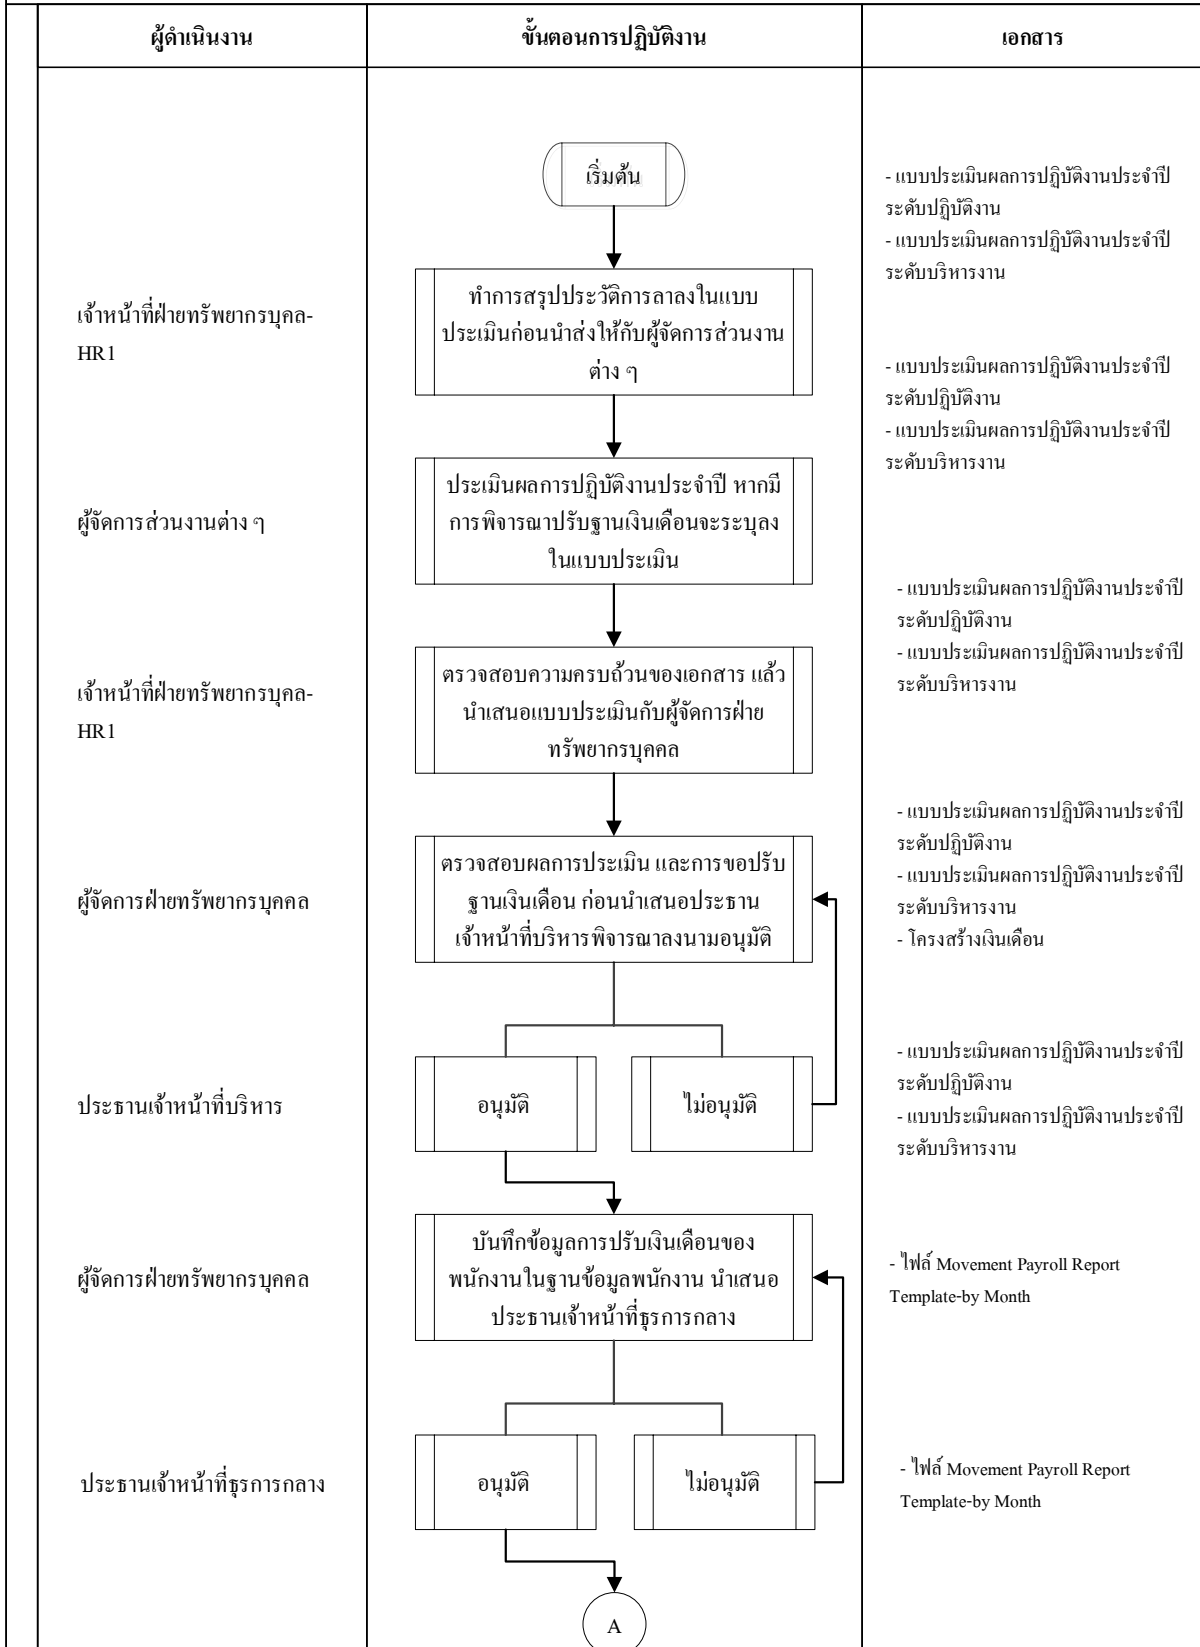 ผู้ดำเนินงาน
ขั้นตอนการปฏิบัติงาน
เอกสาร
เริ่มต้น
- แบบประเมินผลการปฏิบัติงานประจำปี
ระดับปฏิบัติงาน
- แบบประเมินผลการปฏิบัติงานประจำปี
ระดับบริหารงาน
เจ้าหน้าที่ฝ่ายทรัพยากรบุคล-
HR1
ทำการสรุปประวัติการลาลงในแบบ
ประเมินก่อนนำส่งให้กับผู้จัดการส่วนงาน
ต่าง ๆ
- แบบประเมินผลการปฏิบัติงานประจำปี
ระดับปฏิบัติงาน
- แบบประเมินผลการปฏิบัติงานประจำปี
ระดับบริหารงาน
ผู้จัดการส่วนงานต่าง ๆ
ประเมินผลการปฏิบัติงานประจำปี หากมี
การพิจารณาปรับฐานเงินเดือนจะระบุลง
ในแบบประเมิน
- แบบประเมินผลการปฏิบัติงานประจำปี
ระดับปฏิบัติงาน
- แบบประเมินผลการปฏิบัติงานประจำปี
ระดับบริหารงาน
เจ้าหน้าที่ฝ่ายทรัพยากรบุคล-
HR1
ตรวจสอบความครบถ้วนของเอกสาร แล้ว
นำเสนอแบบประเมินกับผู้จัดการฝ่าย
ทรัพยากรบุคคล
- แบบประเมินผลการปฏิบัติงานประจำปี
ระดับปฏิบัติงาน
- แบบประเมินผลการปฏิบัติงานประจำปี
ระดับบริหารงาน
- โครงสร้างเงินเดือน
ผู้จัดการฝ่ายทรัพยากรบุคคล
ตรวจสอบผลการประเมิน และการขอปรับ
ฐานเงินเดือน ก่อนนำเสนอประธาน
เจ้าหน้าที่บริหารพิจารณาลงนามอนุมัติ
- แบบประเมินผลการปฏิบัติงานประจำปี
ระดับปฏิบัติงาน
- แบบประเมินผลการปฏิบัติงานประจำปี
ระดับบริหารงาน
ประธานเจ้าหน้าที่บริหาร
อนุมัติ
ไม่อนุมัติ
ผู้จัดการฝ่ายทรัพยากรบุคคล
บันทึกข้อมูลการปรับเงินเดือนของ
พนักงานในฐานข้อมูลพนักงาน นำเสนอ
ประธานเจ้าหน้าที่ธุรการกลาง
- ไฟล์ Movement Payroll Report
Template-by Month
ประธานเจ้าหน้าที่ธุรการกลาง
อนุมัติ
ไม่อนุมัติ
- ไฟล์ Movement Payroll Report
Template-by Month
A